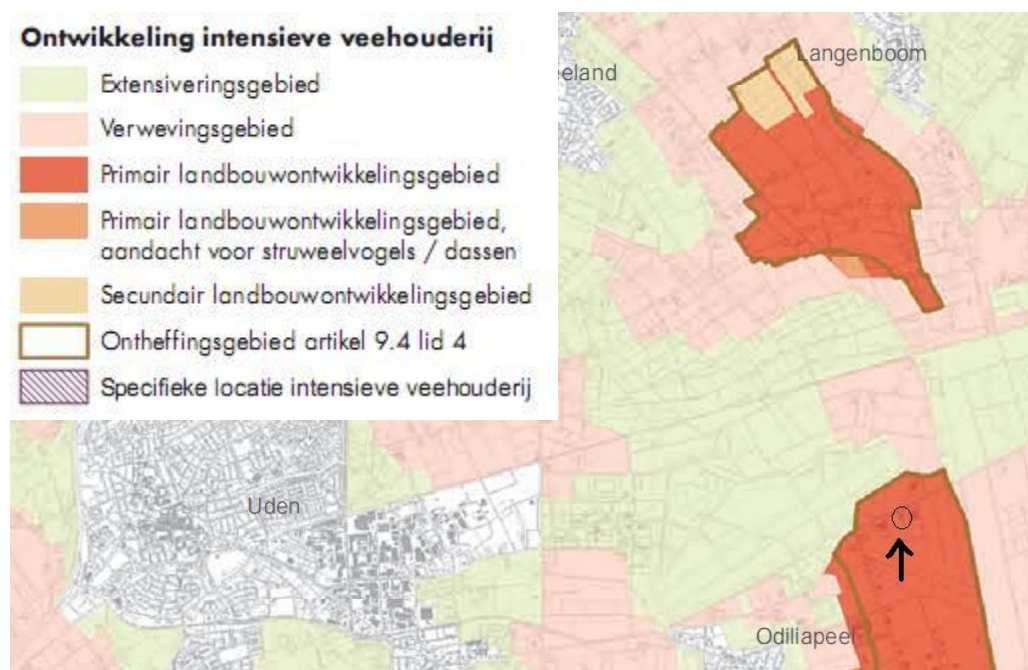 Ontwikkeling intensieve veehouderij
Extensiveringsgebied
Verwevingsgebied
Primair landbouwontwikkelingsgebied
Primair landbouwontwikkelingsgebied,
aandacht voor struweelvogels / dassen
Secundair landbouwontwikkelingsgebied
Ontheffingsgebied artikel 9.4 lid 4
Specifieke locatie intensieve veehouderij
Langenboom
eeland
Uden
Odiliapeel